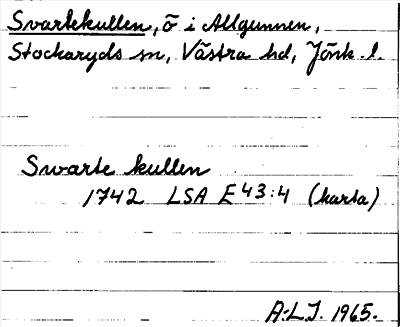 Svartekullen, ö i Allgunnen,
Stockaryds sn, Västra hd, Jönk. l.
Swarte kullen
1742 LSA E43:4 (karta)
A-L.J. 1965.